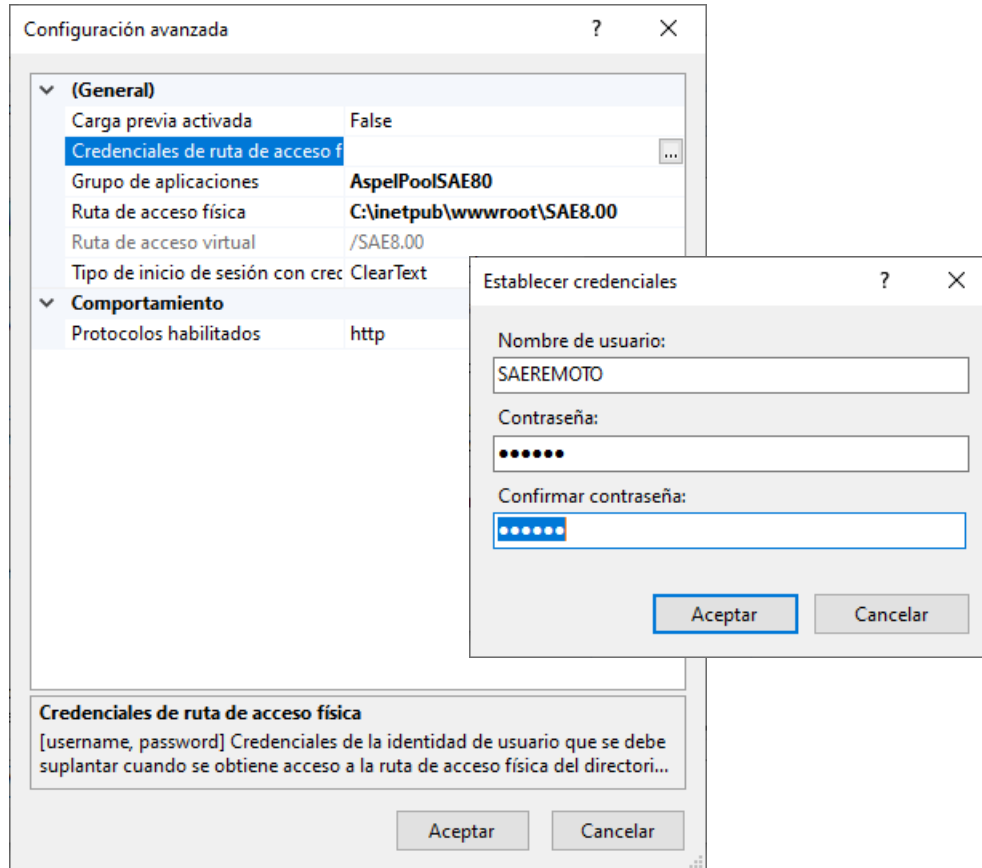 Configuración avanzada ? ×
(General)
Carga previa activada False
Credenciales de ruta de acceso f ...
Grupo de aplicaciones AspelPoolSAE80
Ruta de acceso física C:\inetpub\wwwroot\SAE8.00
Ruta de acceso virtual /SAE8.00
Tipo de inicio de sesión con crec ClearText
Comportamiento
Protocolos habilitados http
Establecer credenciales ? ×
Nombre de usuario:
SAEREMOTO
Contraseña:
●●●●●●
Confirmar contraseña:
●●●●●●
Aceptar Cancelar
Credenciales de ruta de acceso física
[username, password] Credenciales de la identidad de usuario que se debe
suplantar cuando se obtiene acceso a la ruta de acceso física del directori...
Aceptar Cancelar